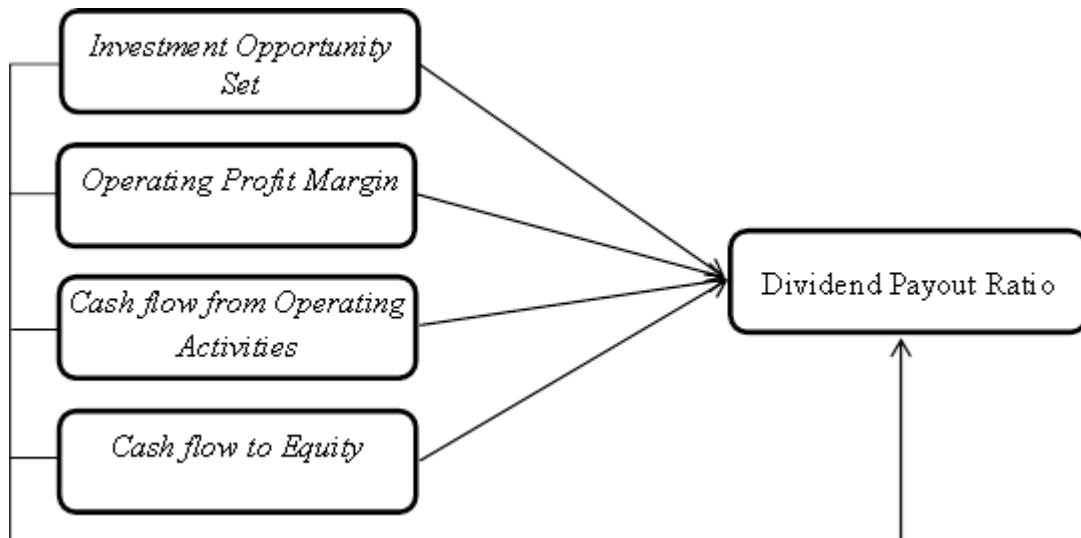 Investment Opportunity
Set
Operating Profit Margin
Cash flow from Operating
Activities
Cash flow to Equity
Dividend Payout Ratio